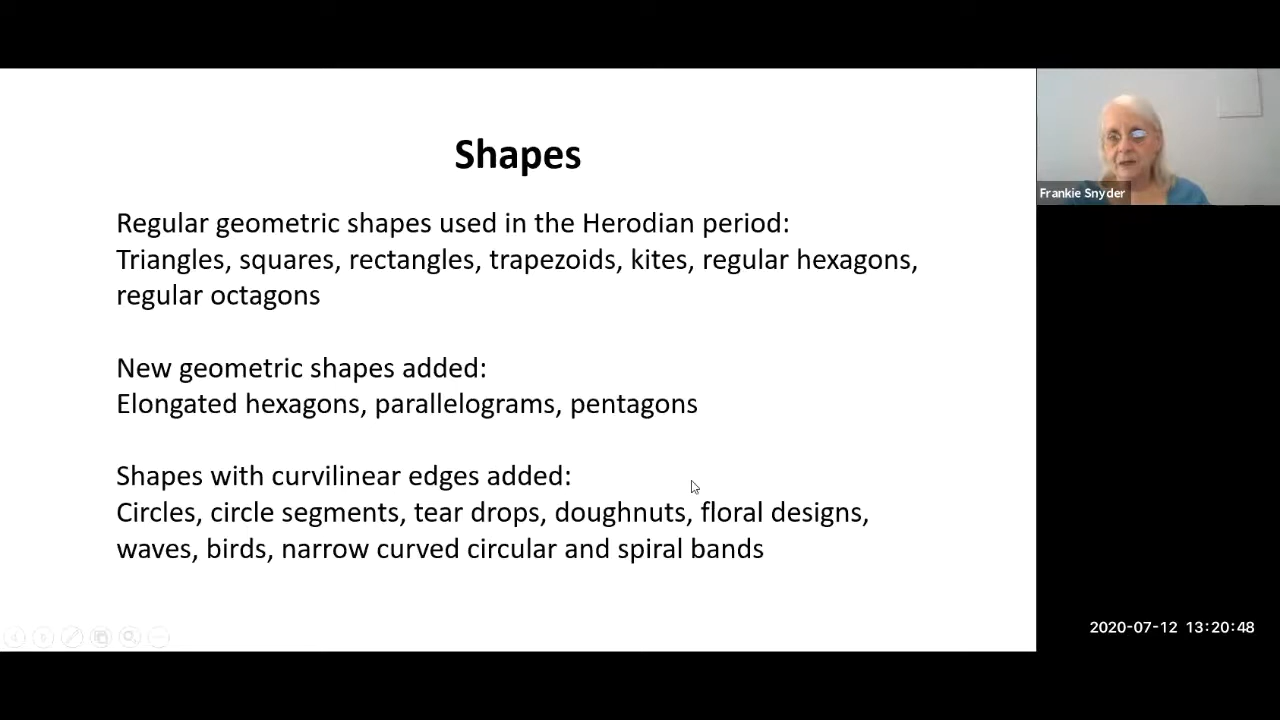 Shapes
Regular geometric shapes used in the Herodian period:
Triangles, squares, rectangles, trapezoids, kites, regular hexagons,
regular octagons
New geometric shapes added:
Elongated hexagons, parallelograms, pentagons
Shapes with curvilinear edges added:
Circles, circle segments, tear drops, doughnuts, floral designs,
waves, birds, narrow curved circular and spiral bands
Frankie Snyder
2020-07-12 13:20:48